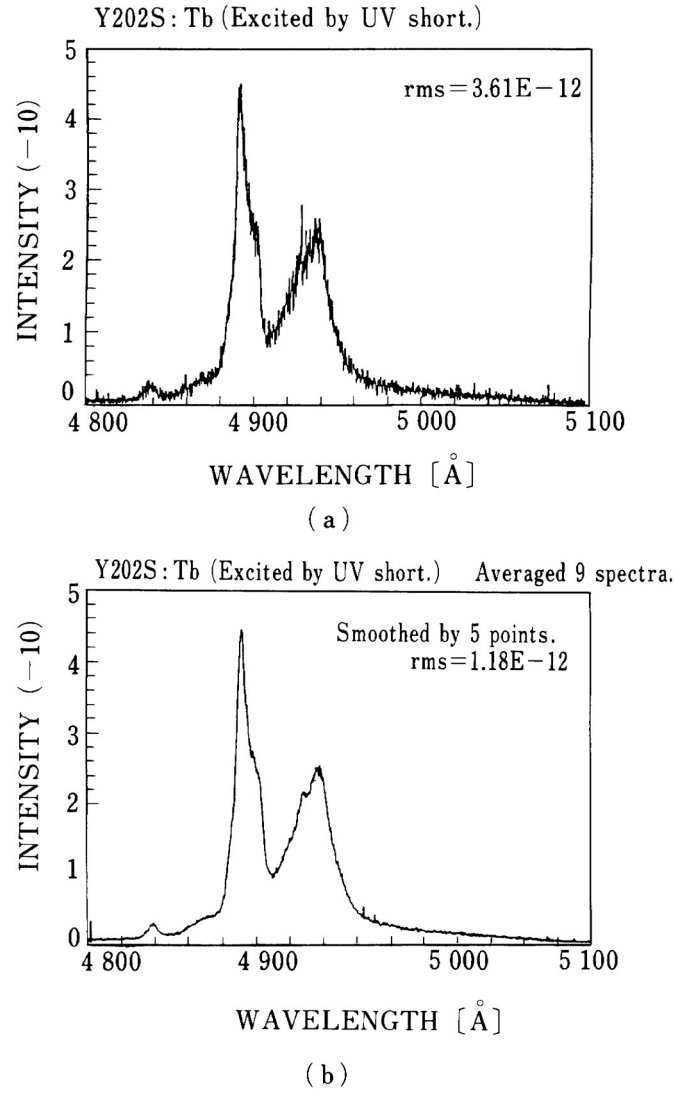 Y202S: Tb (Excited by UV short.)
rms=3.61E−12
INTENSITY (−10)
5
4
3
2
1
0
4 800 4 900 5 000 5 100
WAVELENGTH [Å]
(a)
Y202S: Tb (Excited by UV short.) Averaged 9 spectra.
Smoothed by 5 points.
rms=1.18E−12
INTENSITY (−10)
5
4
3
2
1
0
4 800 4 900 5 000 5 100
WAVELENGTH [Å]
(b)